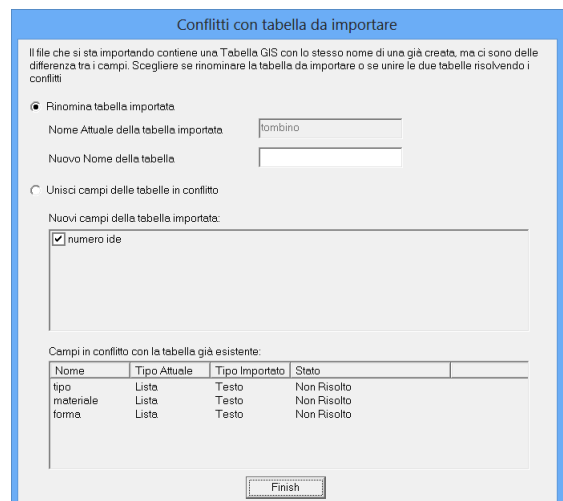 Conflitti con tabella da importare
Il file che si sta importando contiene una Tabella GIS con lo stesso nome di una già creata, ma ci sono delle
differenza tra i campi. Scegliere se rinominare la tabella da importare o se unire le due tabelle risolvendo i
conflitti
Rinomina tabella importata
Nome Attuale della tabella importata tombino
Nuovo Nome della tabella
Unisci campi delle tabelle in conflitto
Nuovi campi della tabella importata:
numero ide
Campi in conflitto con la tabella già esistente:
Nome Tipo Attuale Tipo Importato Stato
tipo Lista Testo Non Risolto
materiale Lista Testo Non Risolto
forma Lista Testo Non Risolto
Finish